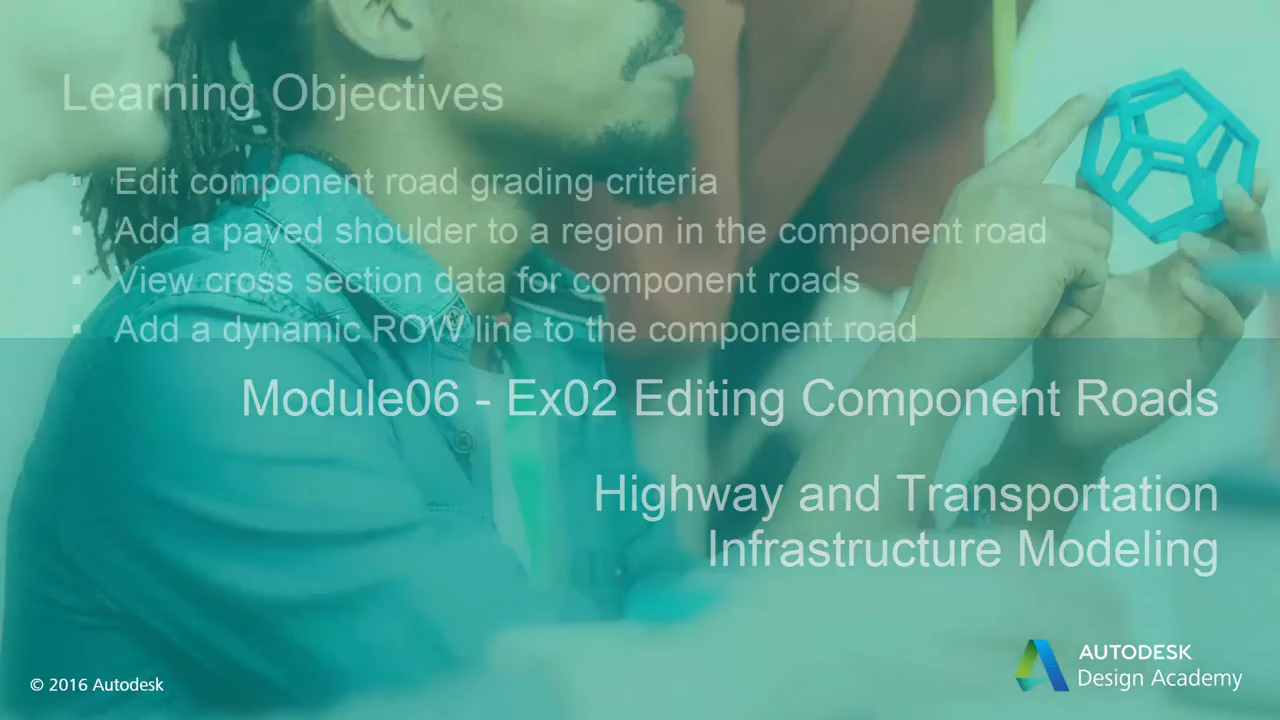 Learning Objectives
▪ Edit component road grading criteria
▪ Add a paved shoulder to a region in the component road
▪ View cross section data for component roads
▪ Add a dynamic ROW line to the component road
Module06 - Ex02 Editing Component Roads
Highway and Transportation
Infrastructure Modeling
© 2016 Autodesk
AUTODESK
Design Academy